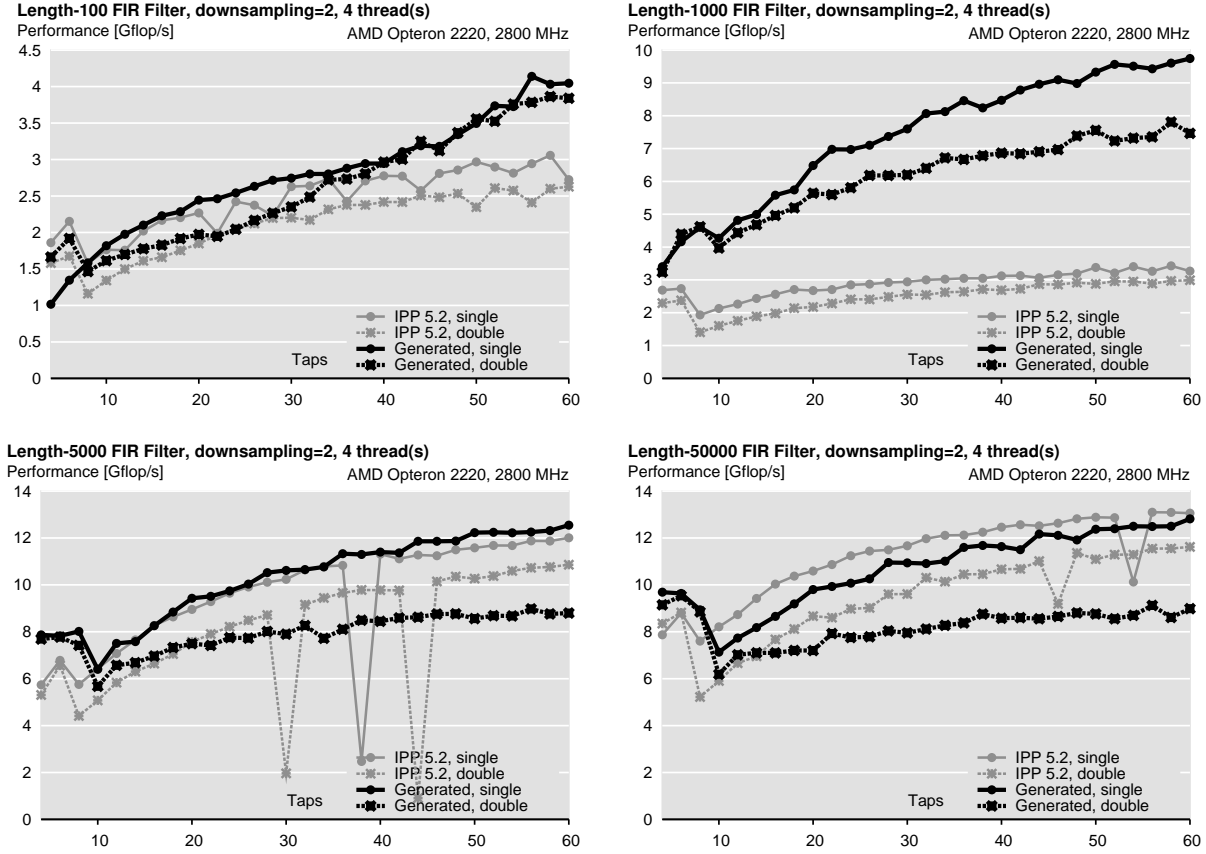 Length-100 FIR Filter, downsampling=2, 4 thread(s)
Performance [Gflop/s]
AMD Opteron 2220, 2800 MHz
4.5
4
3.5
3
2.5
2
1.5
1
0.5
0
IPP 5.2, single
IPP 5.2, double
Generated, single
Generated, double
Taps
10 20 30 40 50 60
Length-1000 FIR Filter, downsampling=2, 4 thread(s)
Performance [Gflop/s]
AMD Opteron 2220, 2800 MHz
10
9
8
7
6
5
4
3
2
1
0
IPP 5.2, single
IPP 5.2, double
Generated, single
Generated, double
Taps
10 20 30 40 50 60
Length-5000 FIR Filter, downsampling=2, 4 thread(s)
Performance [Gflop/s]
AMD Opteron 2220, 2800 MHz
14
12
10
8
6
4
2
0
IPP 5.2, single
IPP 5.2, double
Generated, single
Generated, double
Taps
10 20 30 40 50 60
Length-50000 FIR Filter, downsampling=2, 4 thread(s)
Performance [Gflop/s]
AMD Opteron 2220, 2800 MHz
14
12
10
8
6
4
2
0
IPP 5.2, single
IPP 5.2, double
Generated, single
Generated, double
Taps
10 20 30 40 50 60